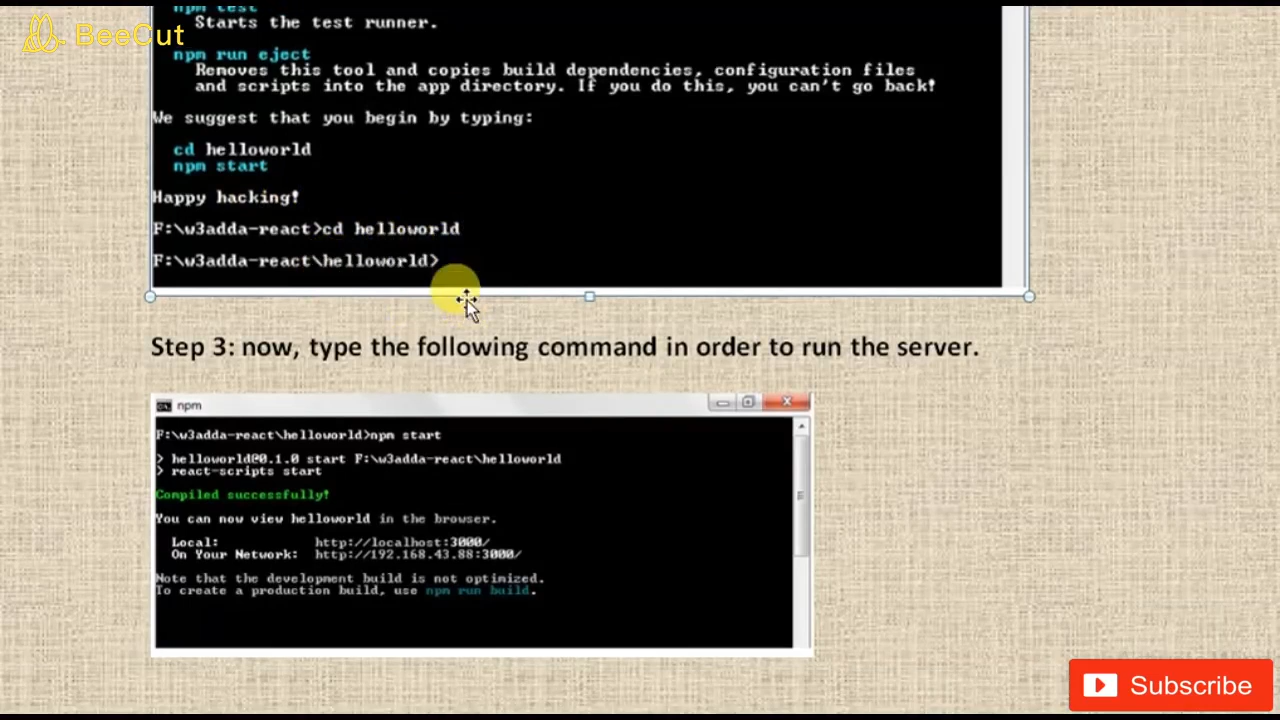 npm test
BeeCut
Starts the test runner.
npm run eject
Removes this tool and copies build dependencies, configuration files
and scripts into the app directory. If you do this, you can't go back!
We suggest that you begin by typing:
cd helloworld
npm start
Happy hacking!
F:\w3adda-react>cd helloworld
F:\w3adda-react\helloworld>
Step 3: now, type the following command in order to run the server.
npm
F:\w3adda-react\helloworld>npm start
> helloworld@0.1.0 start F:\w3adda-react\helloworld
> react-scripts start
Compiled successfully!
You can now view helloworld in the browser.
Local: http://localhost:3000/
On Your Network: http://192.168.43.88:3000/
Note that the development build is not optimized.
To create a production build, use npm run build.
Subscribe